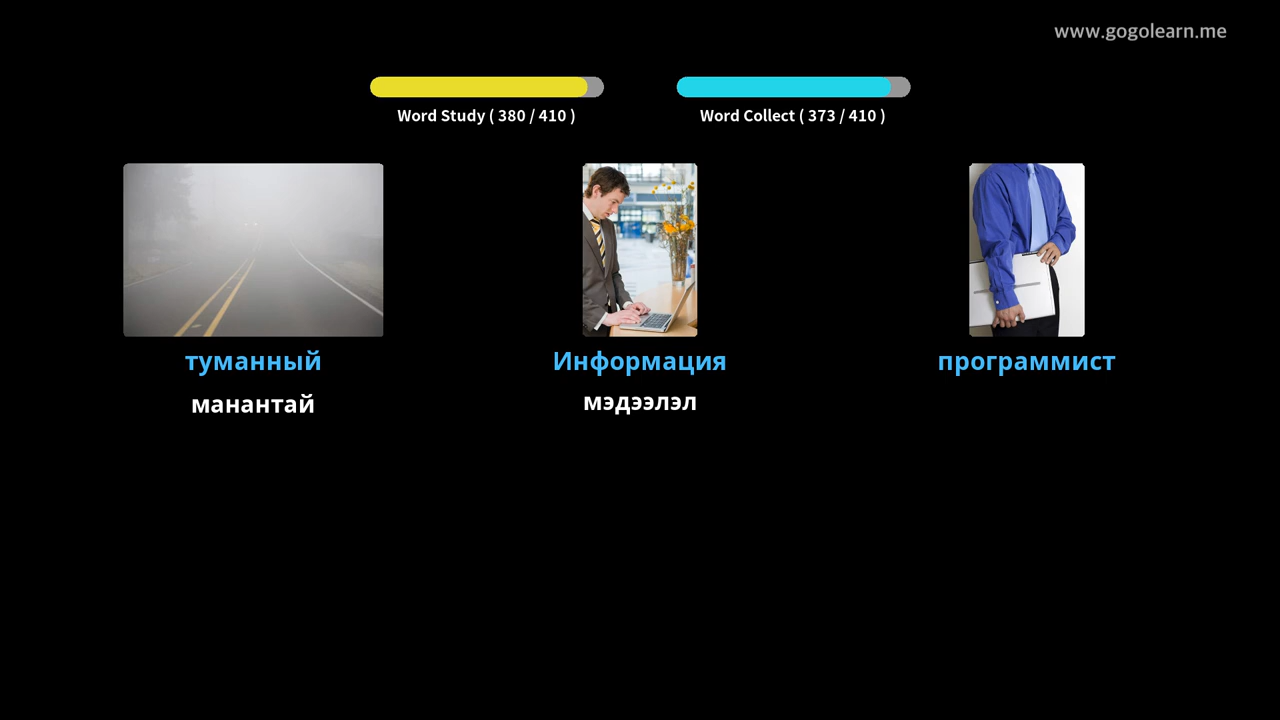 www.gogolearn.me
Word Study ( 380 / 410 )
Word Collect ( 373 / 410 )
туманный
Информация
программист
манантай
мэдээлэл